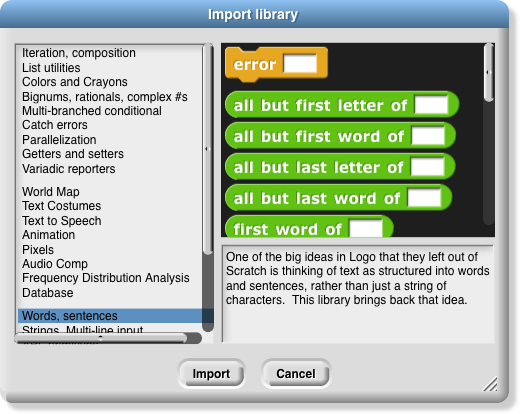 Import library
Iteration, composition
List utilities
Colors and Crayons
Bignums, rationals, complex #s
Multi-branched conditional
Catch errors
Parallelization
Getters and setters
Variadic reporters
World Map
Text Costumes
Text to Speech
Animation
Pixels
Audio Comp
Frequency Distribution Analysis
Database
Words, sentences
Strings, Multi-line input
error
all but first letter of
all but first word of
all but last letter of
all but last word of
first word of
One of the big ideas in Logo that they left out of
Scratch is thinking of text as structured into words
and sentences, rather than just a string of
characters.  This library brings back that idea.
Import
Cancel